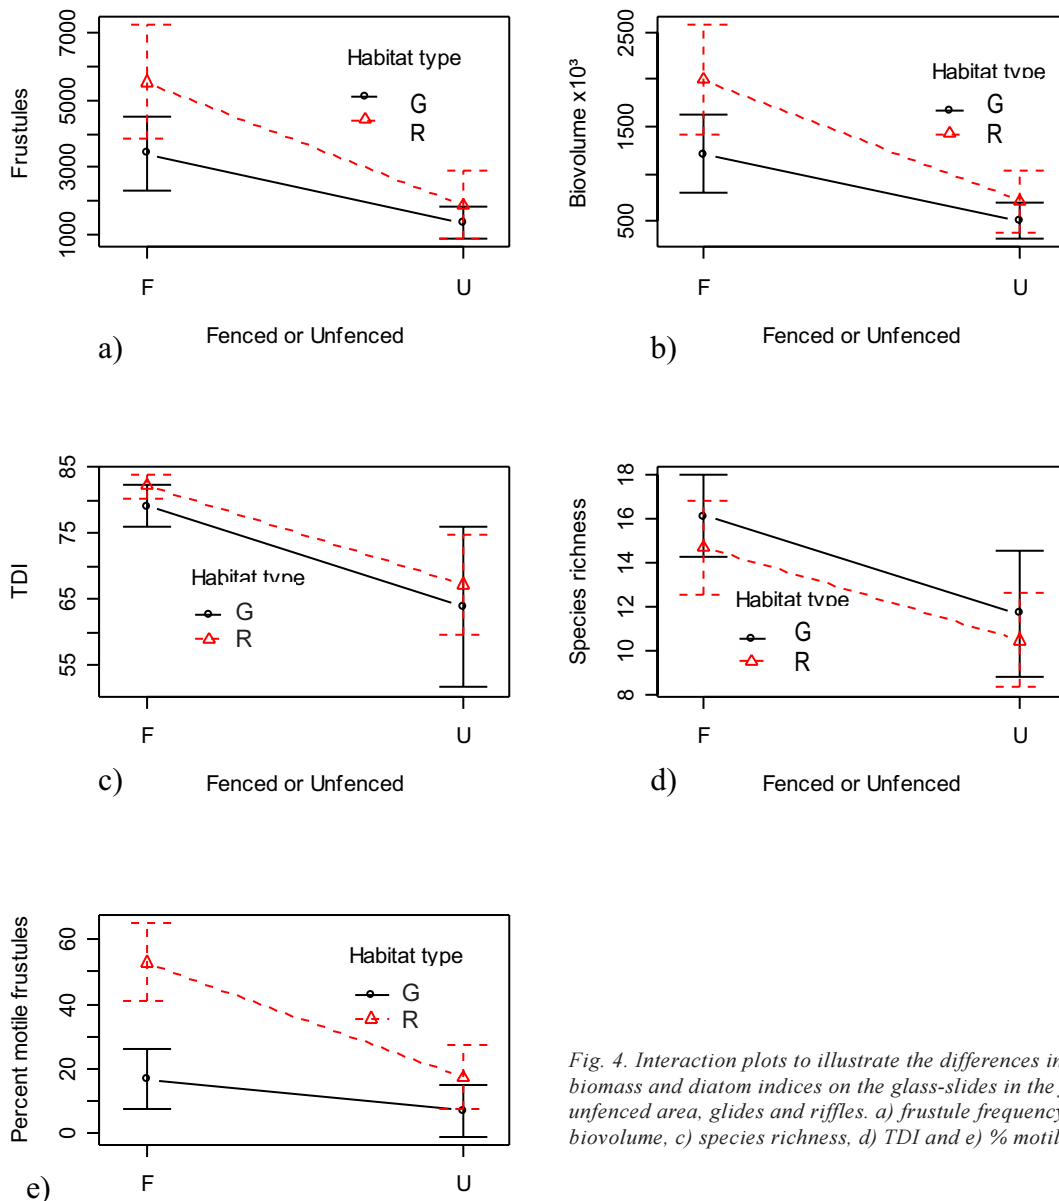 Frustules
7000
5000
3000
1000
Habitat type
G
R
F
U
Fenced or Unfenced
a)
Biovolume x10³
2500
1500
500
Habitat type
G
R
F
U
Fenced or Unfenced
b)
TDI
85
75
65
55
Habitat type
G
R
F
U
Fenced or Unfenced
c)
Species richness
18
16
14
12
10
8
Habitat type
G
R
F
U
Fenced or Unfenced
d)
Percent motile frustules
60
40
20
0
Habitat type
G
R
F
U
e)
Fig. 4. Interaction plots to illustrate the differences in
biomass and diatom indices on the glass-slides in the
unfenced area, glides and riffles. a) frustule frequency
biovolume, c) species richness, d) TDI and e) % motil